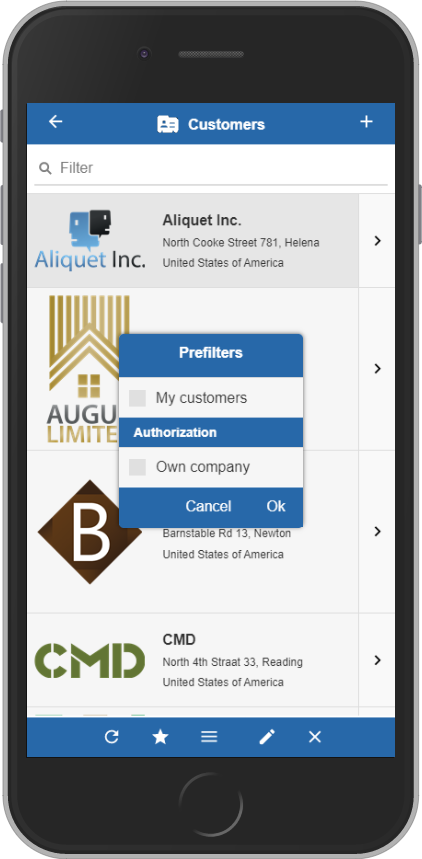 Customers
Filter
Aliquet Inc.
Aliquet Inc.
North Cooke Street 781, Helena
United States of America
AUGU
LIMITE
Prefilters
My customers
Authorization
Own company
Cancel
Ok
B
Barnstable Rd 13, Newton
United States of America
CMD
CMD
North 4th Straat 33, Reading
United States of America